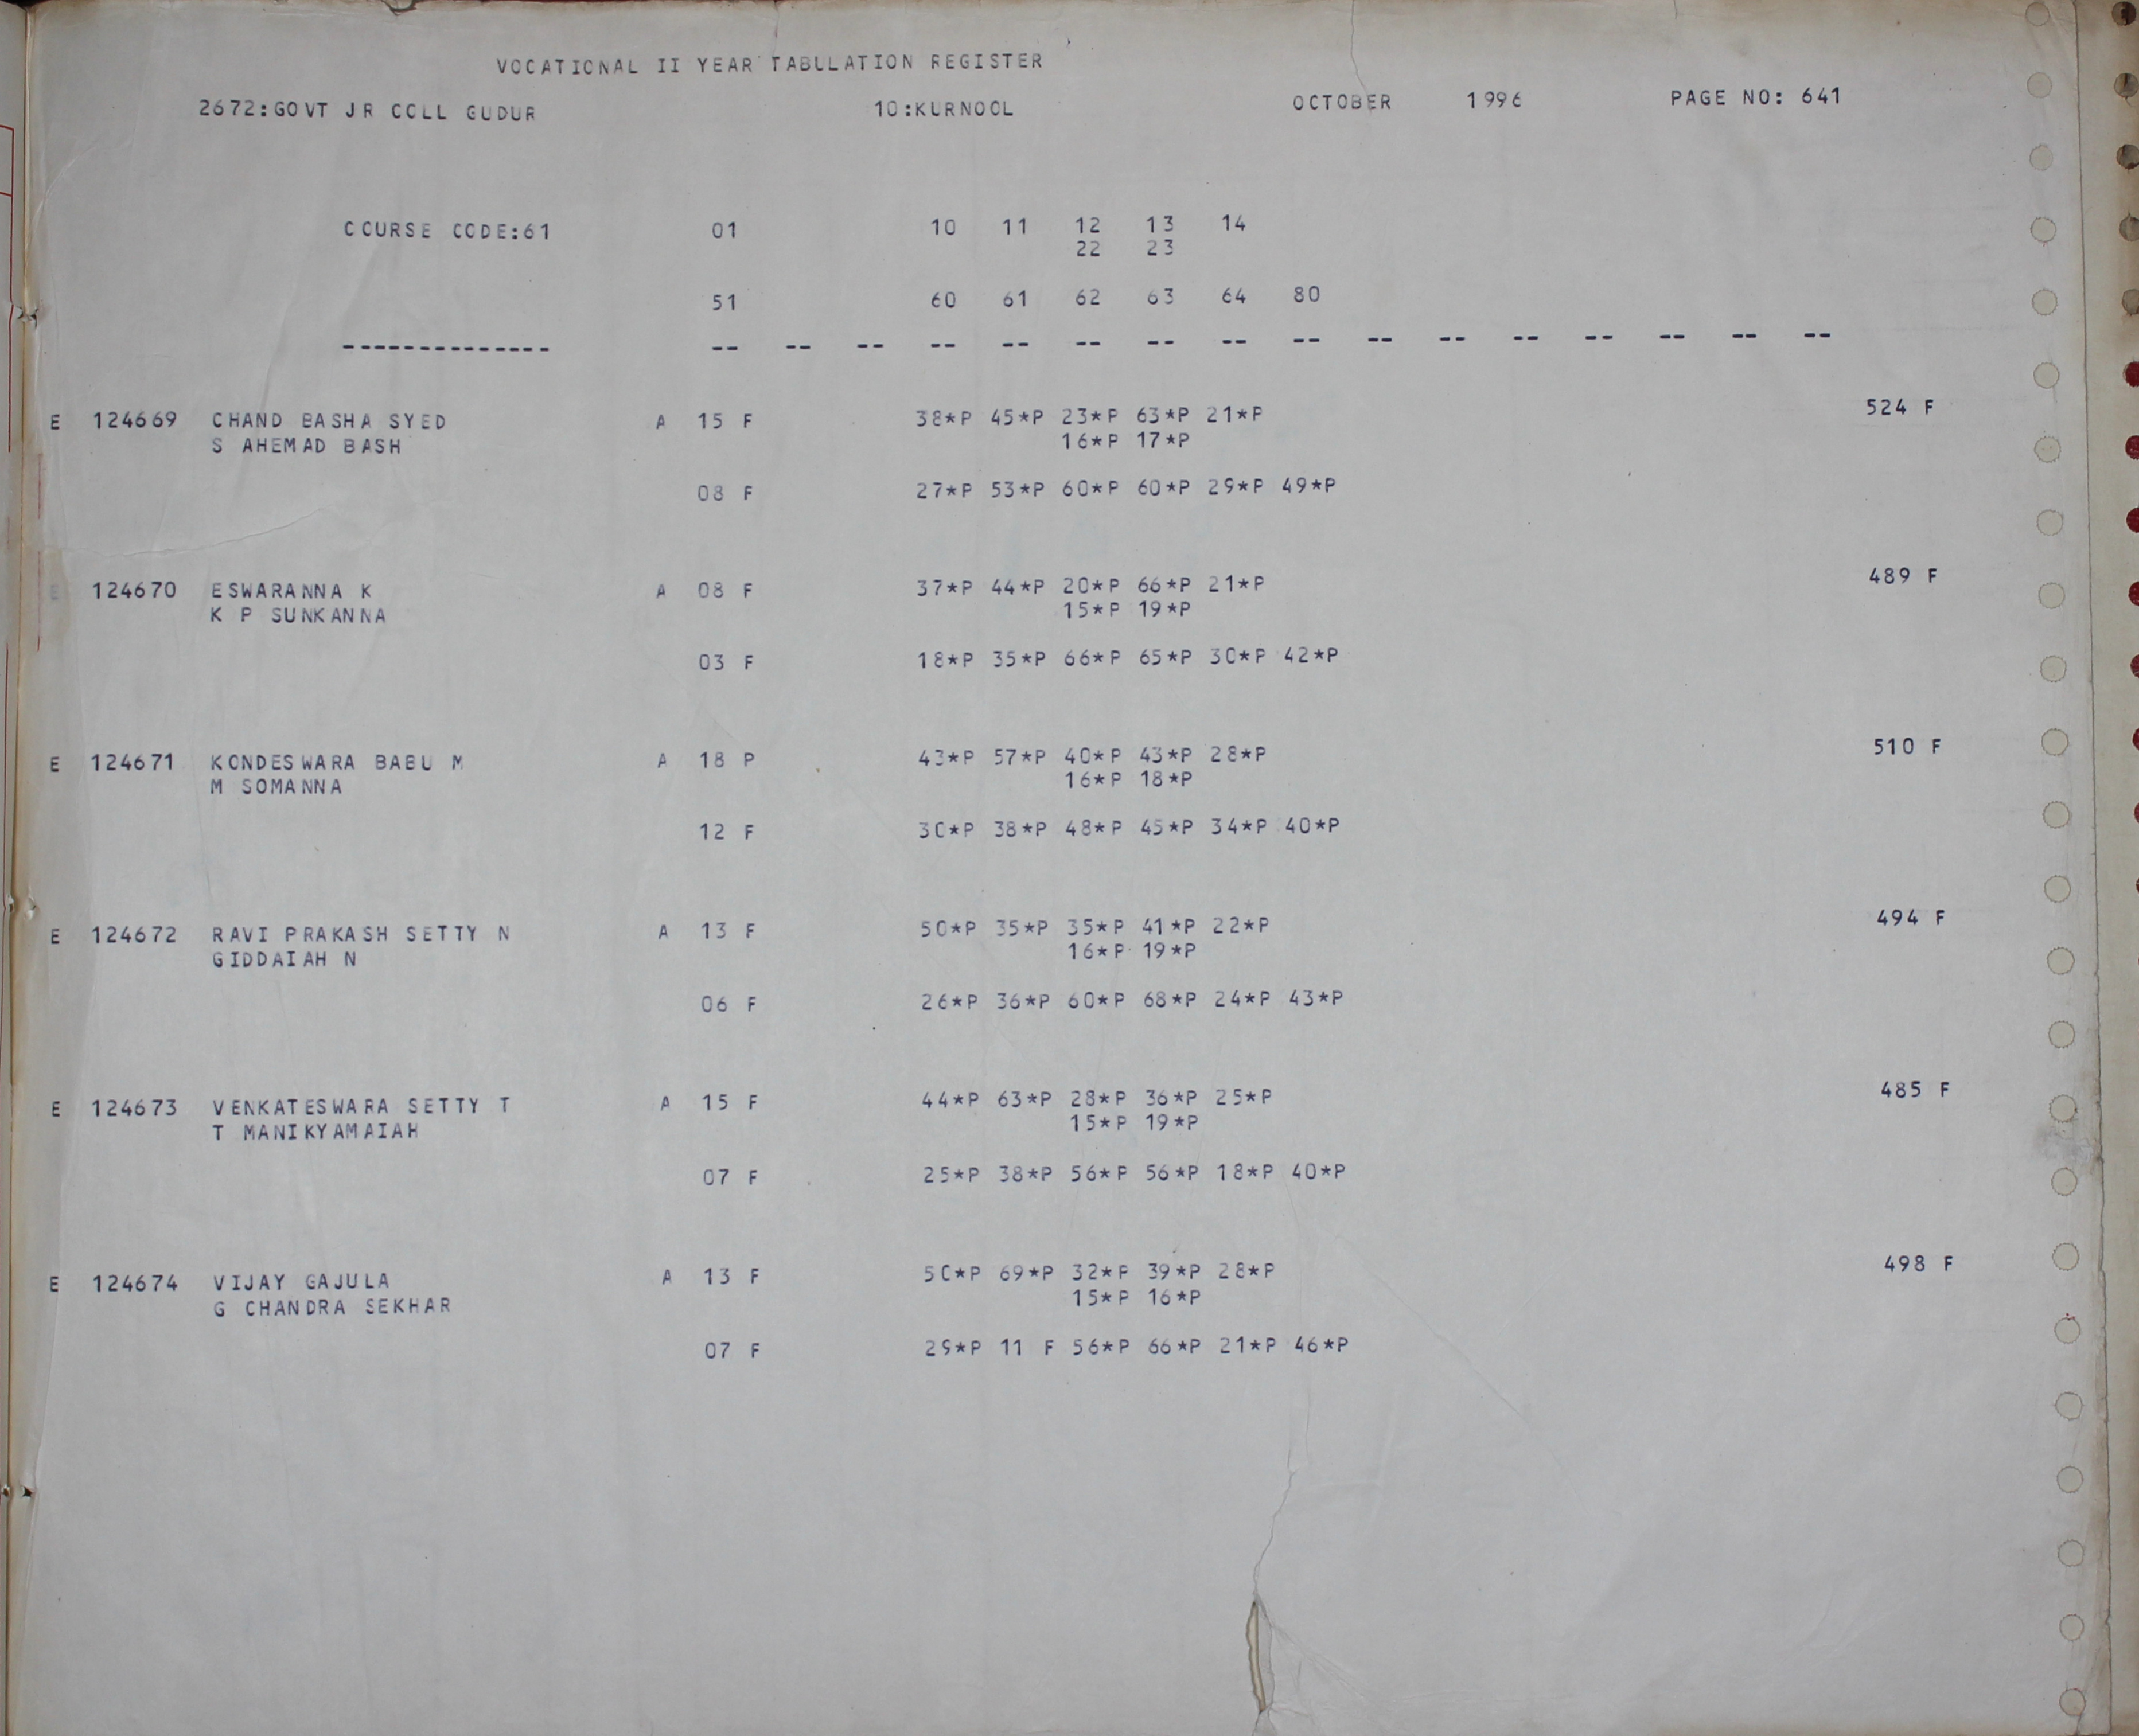 VOCATIONAL II YEAR TABULATION REGISTER
2672:GOVT JR COLL GUDUR 10:KURNOOL OCTOBER 1996 PAGE NO: 641
COURSE CODE:61 01 10 11 12 13 14
22 23
51 60 61 62 63 64 80
-------------- -- -- -- -- -- -- -- -- -- -- -- -- -- -- -- --
E 124669 CHAND BASHA SYED A 15 F 38*P 45*P 23*P 63*P 21*P 524 F
S AHEMAD BASH 16*P 17*P
08 F 27*P 53*P 60*P 60*P 29*P 49*P
E 124670 ESWARANNA K A 08 F 37*P 44*P 20*P 66*P 21*P 489 F
K P SUNKANNA 15*P 19*P
03 F 18*P 35*P 66*P 65*P 30*P 42*P
E 124671 KONDESWARA BABU M A 18 P 43*P 57*P 40*P 43*P 28*P 510 F
M SOMANNA 16*P 18*P
12 F 30*P 38*P 48*P 45*P 34*P 40*P
E 124672 RAVI PRAKASH SETTY N A 13 F 50*P 35*P 35*P 41*P 22*P 494 F
GIDDAIAH N 16*P 19*P
06 F 26*P 36*P 60*P 68*P 24*P 43*P
E 124673 VENKATESWARA SETTY T A 15 F 44*P 63*P 28*P 36*P 25*P 485 F
T MANIKYAMAIAH 15*P 19*P
07 F 25*P 38*P 56*P 56*P 18*P 40*P
E 124674 VIJAY GAJULA A 13 F 50*P 69*P 32*P 39*P 28*P 498 F
G CHANDRA SEKHAR 15*P 16*P
07 F 29*P 11 F 56*P 66*P 21*P 46*P